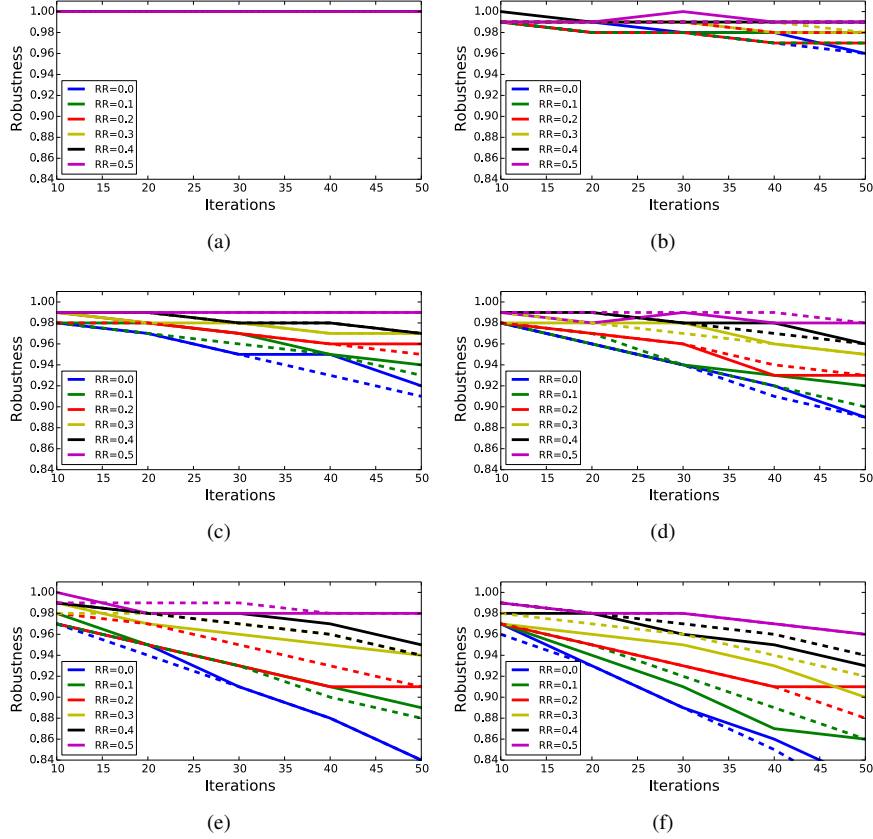 1.00
0.98
0.96
0.94
0.92
0.90
0.88
0.86
0.84
Robustness
RR=0.0
RR=0.1
RR=0.2
RR=0.3
RR=0.4
RR=0.5
10 15 20 25 30 35 40 45 50
Iterations
(a)
1.00
0.98
0.96
0.94
0.92
0.90
0.88
0.86
0.84
Robustness
RR=0.0
RR=0.1
RR=0.2
RR=0.3
RR=0.4
RR=0.5
10 15 20 25 30 35 40 45 50
Iterations
(b)
1.00
0.98
0.96
0.94
0.92
0.90
0.88
0.86
0.84
Robustness
RR=0.0
RR=0.1
RR=0.2
RR=0.3
RR=0.4
RR=0.5
10 15 20 25 30 35 40 45 50
Iterations
(c)
1.00
0.98
0.96
0.94
0.92
0.90
0.88
0.86
0.84
Robustness
RR=0.0
RR=0.1
RR=0.2
RR=0.3
RR=0.4
RR=0.5
10 15 20 25 30 35 40 45 50
Iterations
(d)
1.00
0.98
0.96
0.94
0.92
0.90
0.88
0.86
0.84
Robustness
RR=0.0
RR=0.1
RR=0.2
RR=0.3
RR=0.4
RR=0.5
10 15 20 25 30 35 40 45 50
Iterations
(e)
1.00
0.98
0.96
0.94
0.92
0.90
0.88
0.86
0.84
Robustness
RR=0.0
RR=0.1
RR=0.2
RR=0.3
RR=0.4
RR=0.5
10 15 20 25 30 35 40 45 50
Iterations
(f)